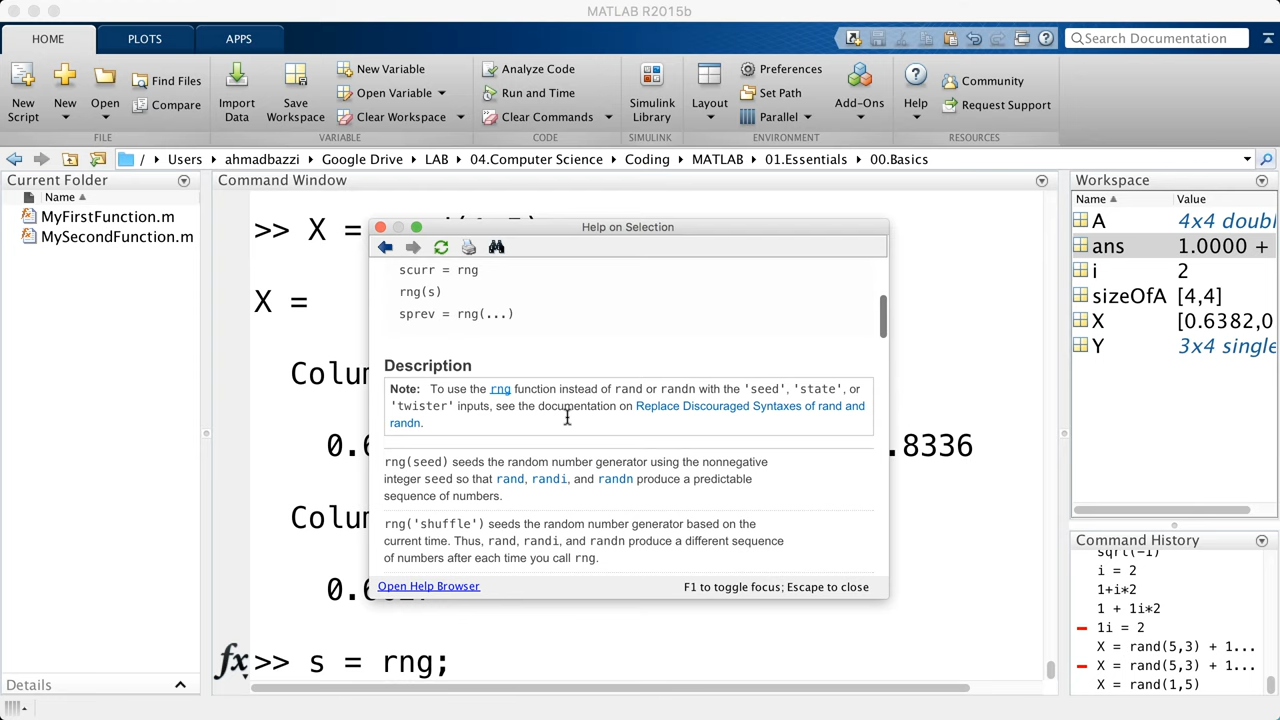 MATLAB R2015b
HOME PLOTS APPS Search Documentation
New Script
New
Open
Find Files
Compare
FILE
Import Data
Save Workspace
New Variable
Open Variable
Clear Workspace
VARIABLE
Analyze Code
Run and Time
Clear Commands
CODE
Simulink Library
SIMULINK
Layout
Preferences
Set Path
Parallel
ENVIRONMENT
Add-Ons
Help
Community
Request Support
RESOURCES
/ Users ahmadbazzi Google Drive LAB 04.Computer Science Coding MATLAB 01.Essentials 00.Basics
Current Folder
Name
MyFirstFunction.m
MySecondFunction.m
Details
Command Window
>> X =
X =
0.
.8336
0.
fx >> s = rng;
Help on Selection
scurr = rng
rng(s)
sprev = rng(...)
Description
Note: To use the rng function instead of rand or randn with the 'seed', 'state', or
'twister' inputs, see the documentation on Replace Discouraged Syntaxes of rand and
randn.
rng(seed) seeds the random number generator using the nonnegative
integer seed so that rand, randi, and randn produce a predictable
sequence of numbers.
rng('shuffle') seeds the random number generator based on the
current time. Thus, rand, randi, and randn produce a different sequence
of numbers after each time you call rng.
Open Help Browser F1 to toggle focus; Escape to close
Workspace
Name Value
A 4x4 doubl
ans 1.0000 +
i 2
sizeOfA [4,4]
X [0.6382,0
Y 3x4 single
Command History
sqrt(-1)
i = 2
1+i*2
1 + 1i*2
1i = 2
X = rand(5,3) + 1...
X = rand(5,3) + 1...
X = rand(1,5)